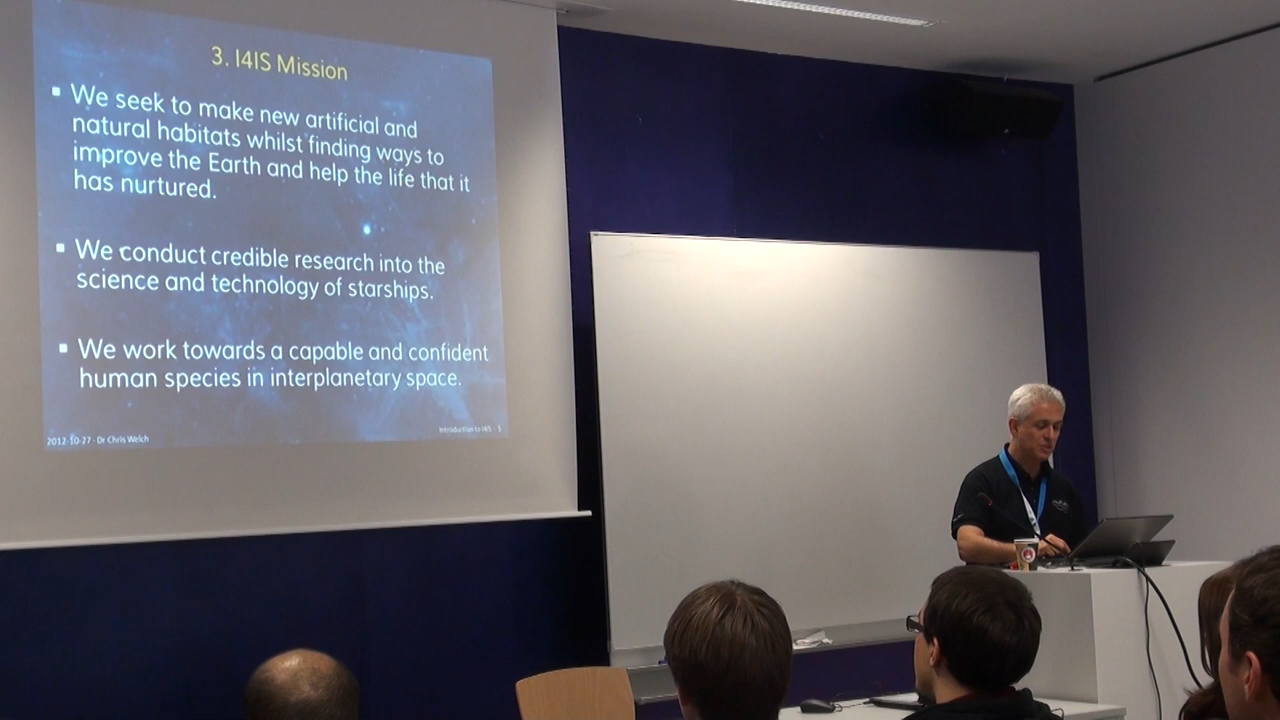 3. I4IS Mission
▪ We seek to make new artificial and
natural habitats whilst finding ways to
improve the Earth and help the life that it
has nurtured.
▪ We conduct credible research into the
science and technology of starships.
▪ We work towards a capable and confident
human species in interplanetary space.
2012-10-27 - Dr Chris Welch
Introduction to I4IS - 5